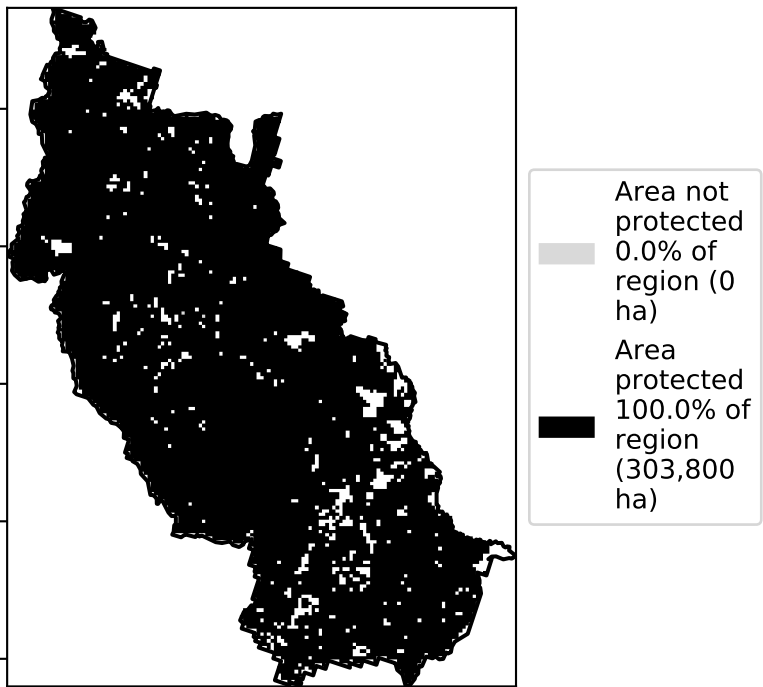 Area not
protected
0.0% of
region (0
ha)
Area
protected
100.0% of
region
(303,800
ha)